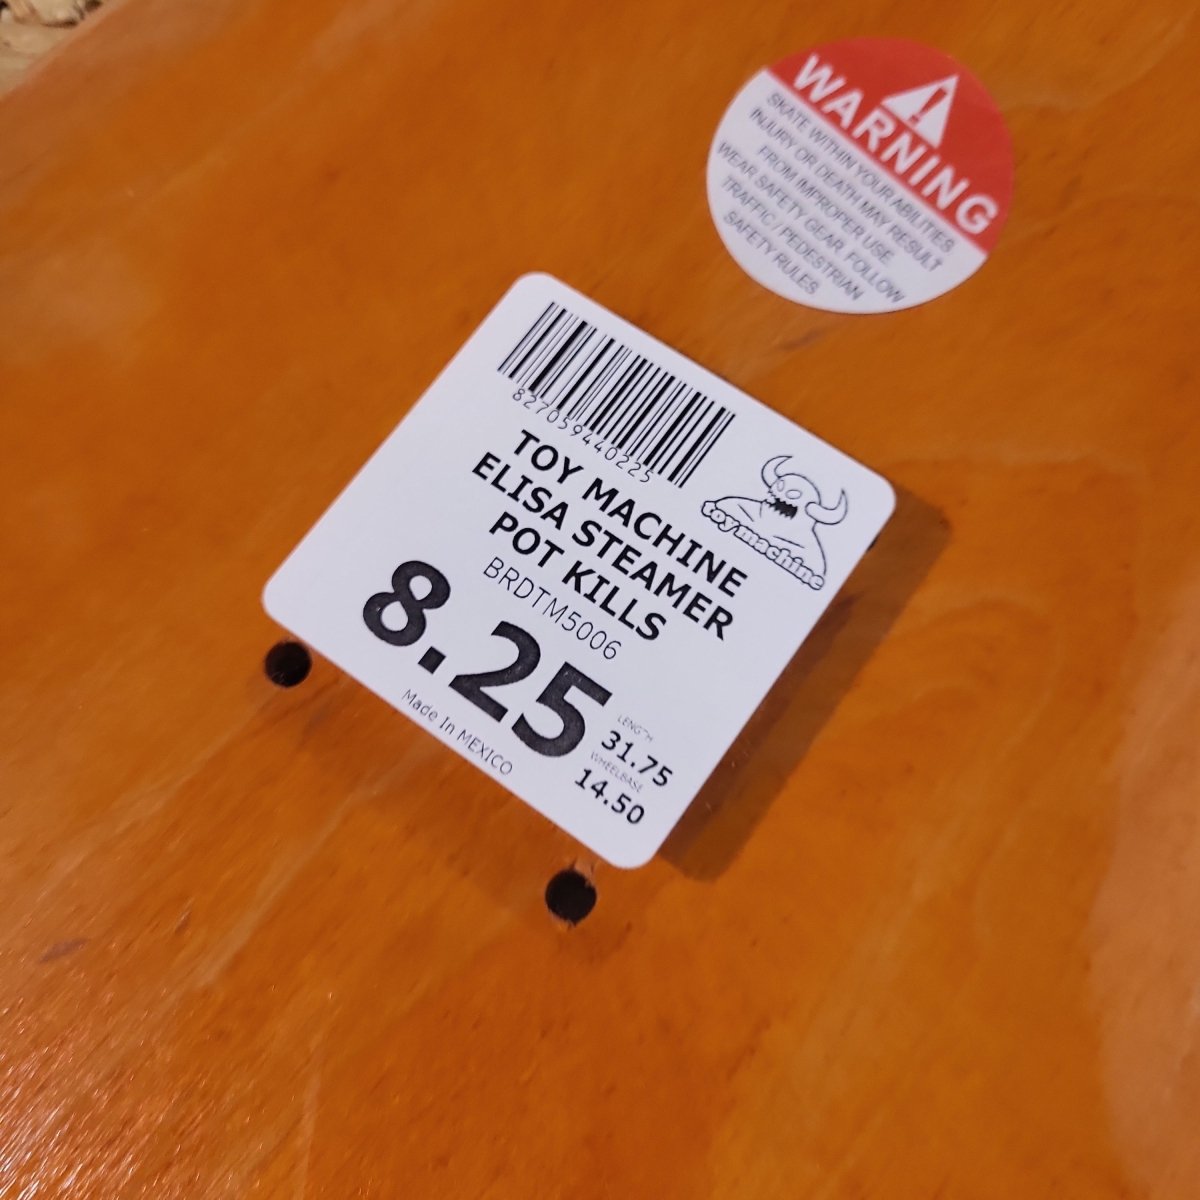 WARNING
SKATE WITHIN YOUR ABILITIES
INJURY OR DEATH MAY RESULT
FROM IMPROPER USE
WEAR SAFETY GEAR. FOLLOW
TRAFFIC / PEDESTRIAN
SAFETY RULES
827059440225
toy machine
TOY MACHINE
ELISA STEAMER
POT KILLS
BRDTM5006
8.25
LENGTH
31.75
WHEELBASE
14.50
Made In MEXICO